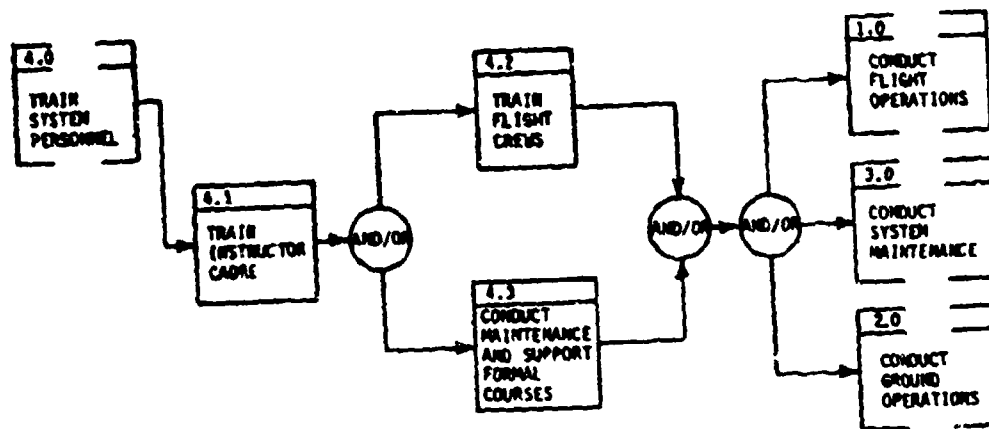 4.0
TRAIN
SYSTEM
PERSONNEL
4.1
TRAIN
INSTRUCTOR
CADRE
AND/OR
4.2
TRAIN
FLIGHT
CREWS
4.3
CONDUCT
MAINTENANCE
AND SUPPORT
FORMAL
COURSES
AND/OR
AND/OR
1.0
CONDUCT
FLIGHT
OPERATIONS
3.0
CONDUCT
SYSTEM
MAINTENANCE
2.0
CONDUCT
GROUND
OPERATIONS